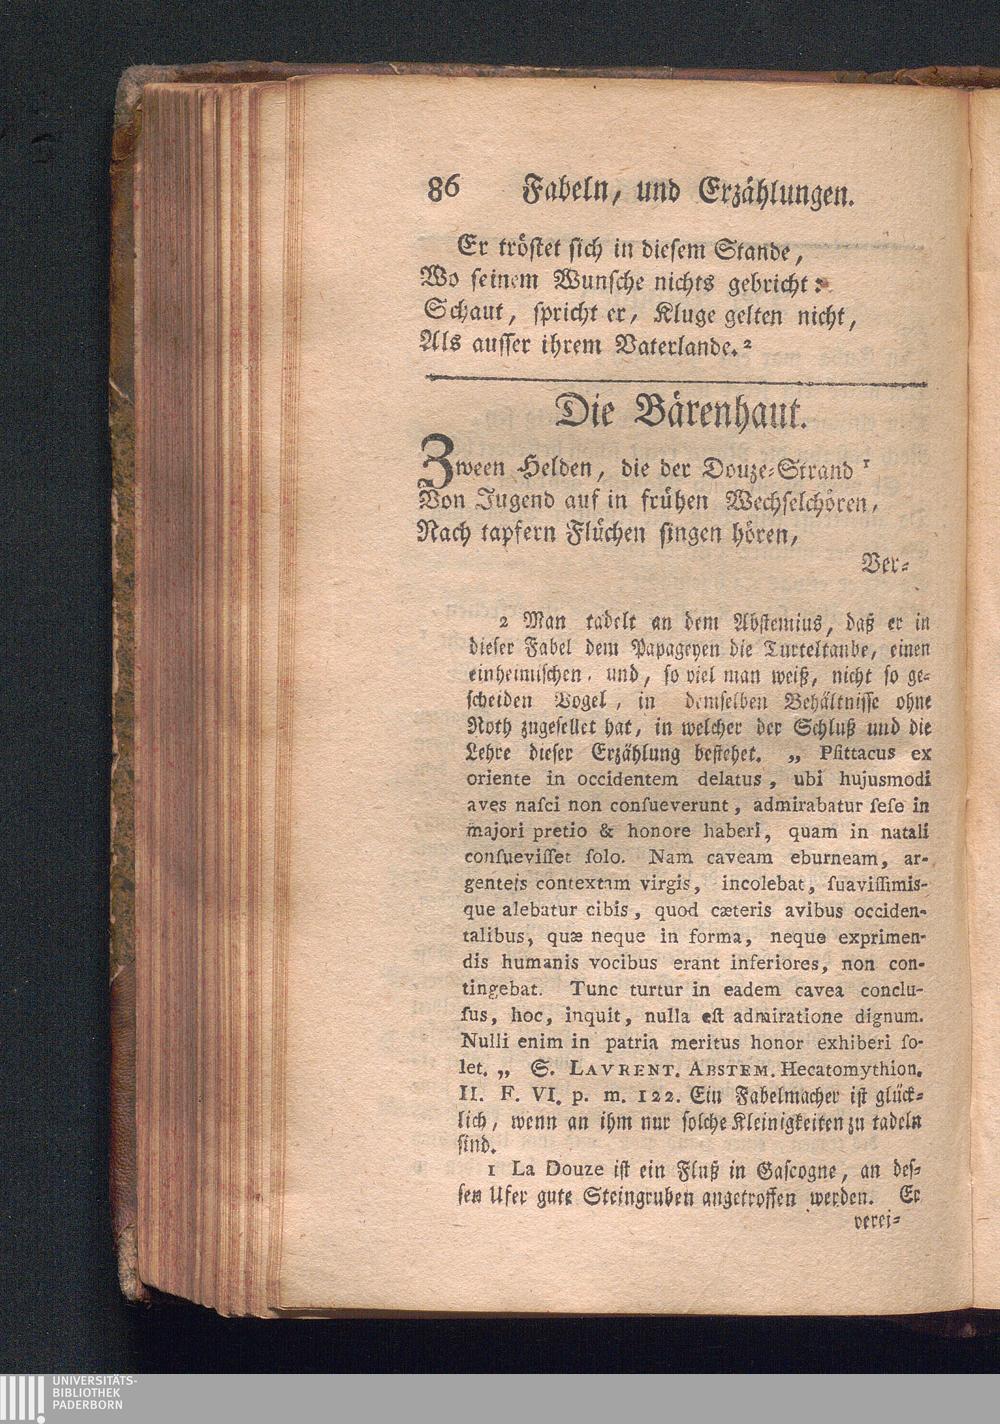 86 Fabeln, und Erzählungen.
Er tröstet sich in diesem Stande,
Wo seinem Wunsche nichts gebricht:
Schaut, spricht er, Kluge gelten nicht,
Als ausser ihrem Vaterlande.²
Die Bärenhaut.
Zween Helden, die der Douze-Strand ¹
Von Jugend auf in frühen Wechselchören,
Nach tapfern Flüchen singen hören,
Ver-
2 Man tadelt an dem Abstemius, daß er in
dieser Fabel dem Papageyen die Turteltaube, einen
einheimischen, und, so viel man weiß, nicht so ge-
scheiden Vogel, in demselben Behältnisse ohne
Noth zugesellet hat, in welcher der Schluß und die
Lehre dieser Erzählung bestehet. „ Psittacus ex
oriente in occidentem delatus, ubi hujusmodi
aves nasci non consueverunt, admirabatur sese in
majori pretio & honore haberi, quam in natali
consuevisset solo. Nam caveam eburneam, ar-
genteis contextam virgis, incolebat, suavissimis-
que alebatur cibis, quod cæteris avibus occiden-
talibus, quæ neque in forma, neque exprimen-
dis humanis vocibus erant inferiores, non con-
tingebat. Tunc turtur in eadem cavea conclu-
sus, hoc, inquit, nulla est admiratione dignum.
Nulli enim in patria meritus honor exhiberi so-
let. „ S. LAVRENT. ABSTEM. Hecatomythion.
II. F. VI. p. m. 122. Ein Fabelmacher ist glück-
lich, wenn an ihm nur solche Kleinigkeiten zu tadeln
sind.
1 La Douze ist ein Fluß in Gascogne, an des-
sen Ufer gute Steingruben angetroffen werden. Er
verei-
UNIVERSITÄTS-
BIBLIOTHEK
PADERBORN